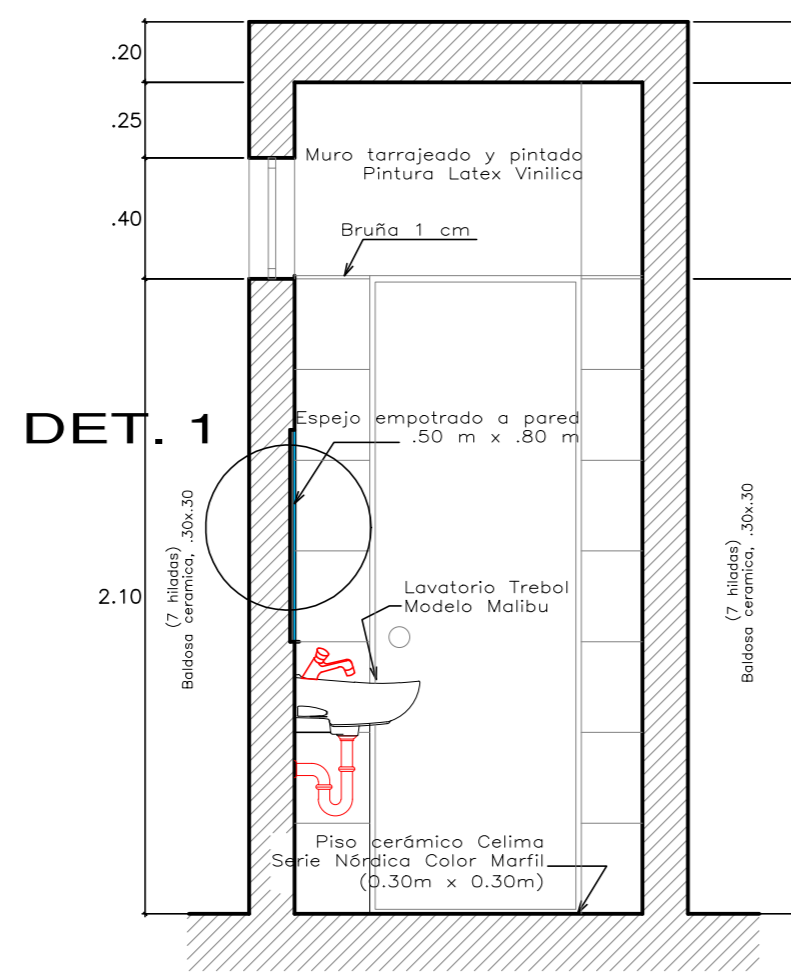 .20
.25
Muro tarrajeado y pintado
Pintura Latex Vinilica
.40
Bruña 1 cm
DET. 1
Espejo empotrado a pared
.50 m x .80 m
(7 hiladas)
Baldosa ceramica, .30x.30
(7 hiladas)
Baldosa ceramica, .30x.30
2.10
Lavatorio Trebol
Modelo Malibu
Piso cerámico Celima
Serie Nórdica Color Marfil
(0.30m x 0.30m)